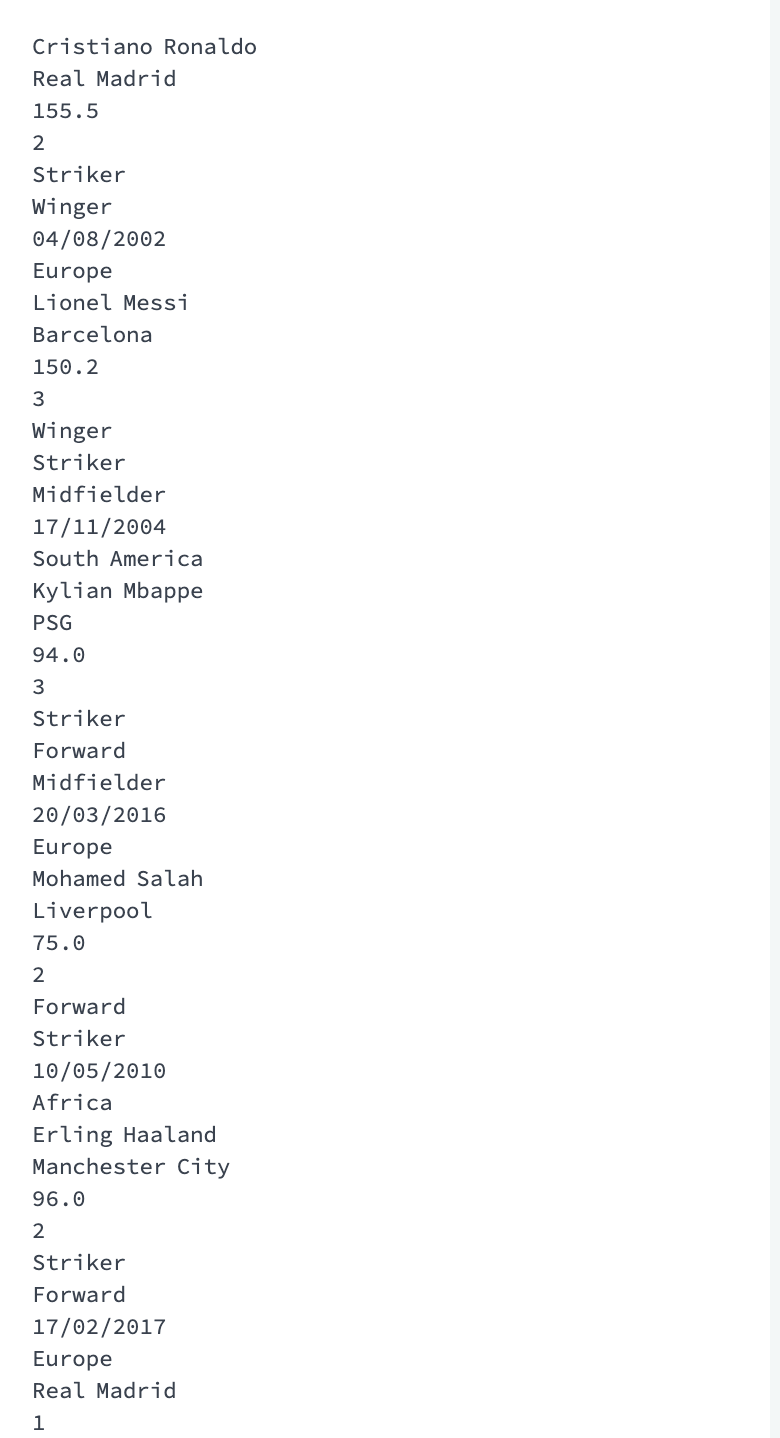 Cristiano Ronaldo
Real Madrid
155.5
2
Striker
Winger
04/08/2002
Europe
Lionel Messi
Barcelona
150.2
3
Winger
Striker
Midfielder
17/11/2004
South America
Kylian Mbappe
PSG
94.0
3
Striker
Forward
Midfielder
20/03/2016
Europe
Mohamed Salah
Liverpool
75.0
2
Forward
Striker
10/05/2010
Africa
Erling Haaland
Manchester City
96.0
2
Striker
Forward
17/02/2017
Europe
Real Madrid
1